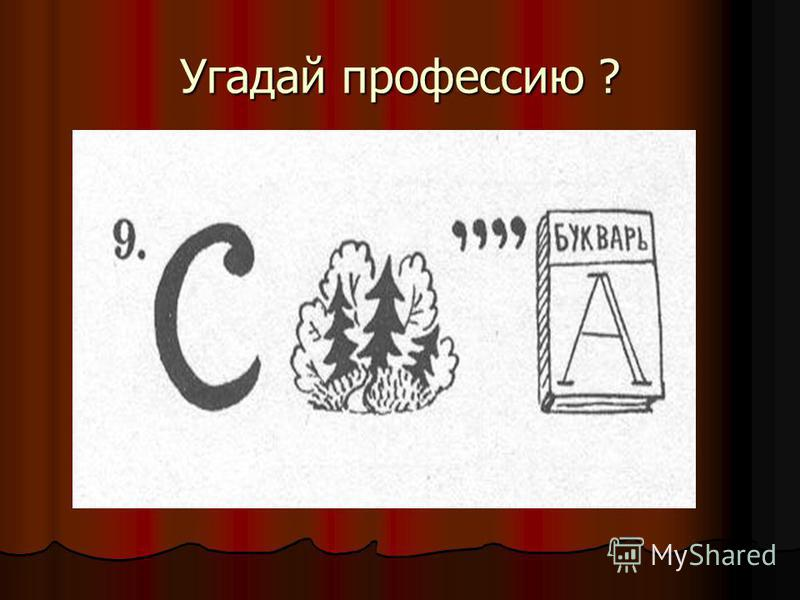 Угадай профессию ?
9. С ,,,, БУКВАРЬ
А
MyShared